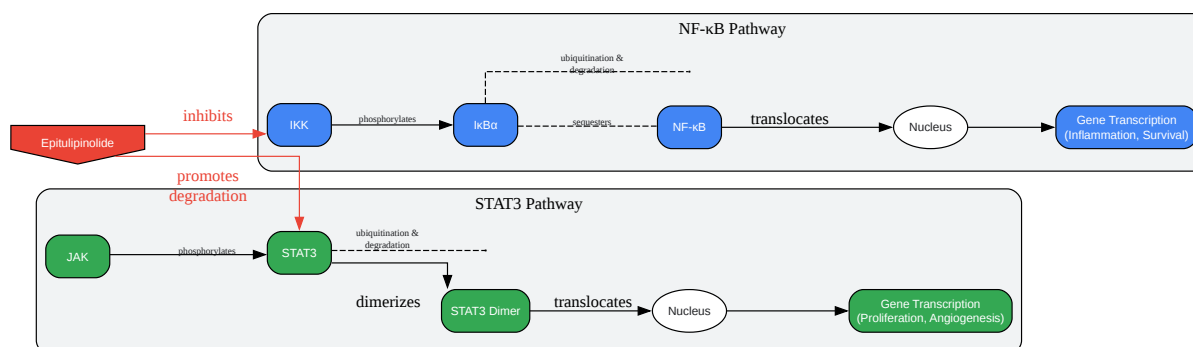 NF-κB Pathway
ubiquitination &
degradation
inhibits
IKK
phosphorylates
IκBα
sequesters
NF-κB
translocates
Nucleus
Gene Transcription
(Inflammation, Survival)
Epitulipinolide
promotes
degradation
STAT3 Pathway
JAK
phosphorylates
STAT3
ubiquitination &
degradation
dimerizes
STAT3 Dimer
translocates
Nucleus
Gene Transcription
(Proliferation, Angiogenesis)